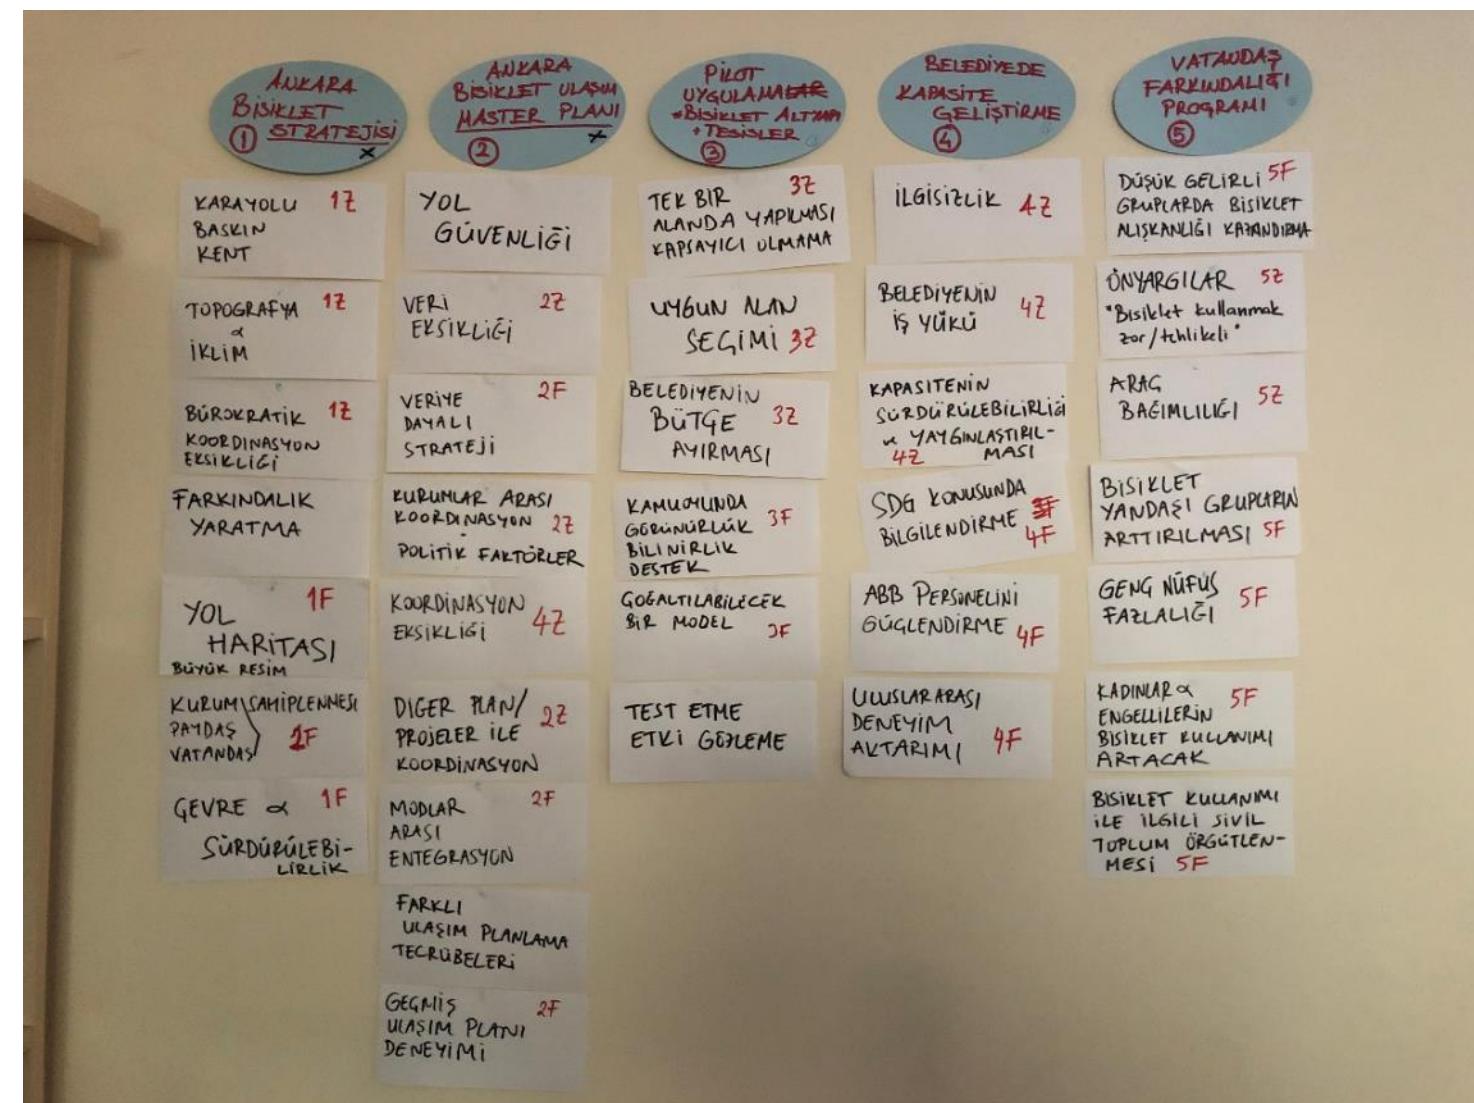 ANKARA
BİSİKLET
① STRATEJİSİ
x
KARAYOLU 1Z
BASKIN
KENT
TOPOGRAFYA 1Z
&
İKLİM
BÜROKRATİK 1Z
KOORDINASYON
EKSİKLİĞİ
FARKINDALIK
YARATMA
YOL 1F
HARİTASI
BÜYÜK RESİM
KURUM SAHİPLENMESİ
PAYDAŞ 1F
VATANDAŞ
ÇEVRE & 1F
SÜRDÜRÜLEBİ-
LİRLİK
ANKARA
BİSİKLET ULAŞIM
MASTER PLANI
② x
YOL
GÜVENLİĞİ
VERİ 2Z
EKSİKLİĞİ
VERİYE 2F
DAYALI
STRATEJİ
KURUMLAR ARASI
KOORDINASYON 2Z
POLİTİK FAKTÖRLER
KOORDİNASYON
EKSİKLİĞİ 4Z
DIGER PLAN/
PROJELER İLE 2Z
KOORDİNASYON
MODLAR 2F
ARASI
ENTEGRASYON
FARKLI
ULAŞIM PLANLAMA
TECRÜBELERİ
GEÇMİŞ 2F
ULAŞIM PLANI
DENEYİMİ
PİLOT
UYGULAMALAR
BİSİKLET ALTYAPI
+ TESİSLER
③
TEK BİR 3Z
ALANDA YAPILMASI
KAPSAYICI OLMAMA
UYGUN ALAN
SEÇİMİ 3Z
BELEDİYENİN
BÜTÇE 3Z
AYIRMASI
KAMUOYUNDA
GÖRÜNÜRLÜK 3F
BİLİNİRLİK
DESTEK
ÇOĞALTILABİLECEK
BİR MODEL 3F
TEST ETME
ETKİ GÖZLEME
BELEDİYEDE
KAPASİTE
GELİŞTİRME
④
İLGİSİZLİK 4Z
BELEDİYENİN
İŞ YÜKÜ 4Z
KAPASITENİN
SÜRDÜRÜLEBİLİRLİĞİ
ve YAYGINLAŞTIRIL-
4Z MASI
SDG KONUSUNDA
BİLGİLENDİRME
4F
ABB PERSONELİNİ
GÜÇLENDİRME 4F
ULUSLARARASI
DENEYİM
AKTARIMI 4F
VATANDAŞ
FARKINDALIĞI
PROGRAMI
⑤
DÜŞÜK GELİRLİ 5F
GRUPLARDA BİSİKLET
ALIŞKANLIĞI KAZANDIRMA
ÖNYARGILAR 5Z
"Bisiklet kullanmak
zor/tehlikeli"
ARAÇ
BAĞIMLILIĞI 5Z
BİSİKLET
YANDAŞI GRUPLARIN
ARTTIRILMASI 5F
GENÇ NÜFUS 5F
FAZLALIĞI
KADINLAR & 5F
ENGELLİLERİN
BİSİKLET KULLANIMI
ARTACAK
BİSİKLET KULLANIMI
İLE İLGİLİ SİVİL
TOPLUM ÖRGÜTLEN-
MESİ 5F